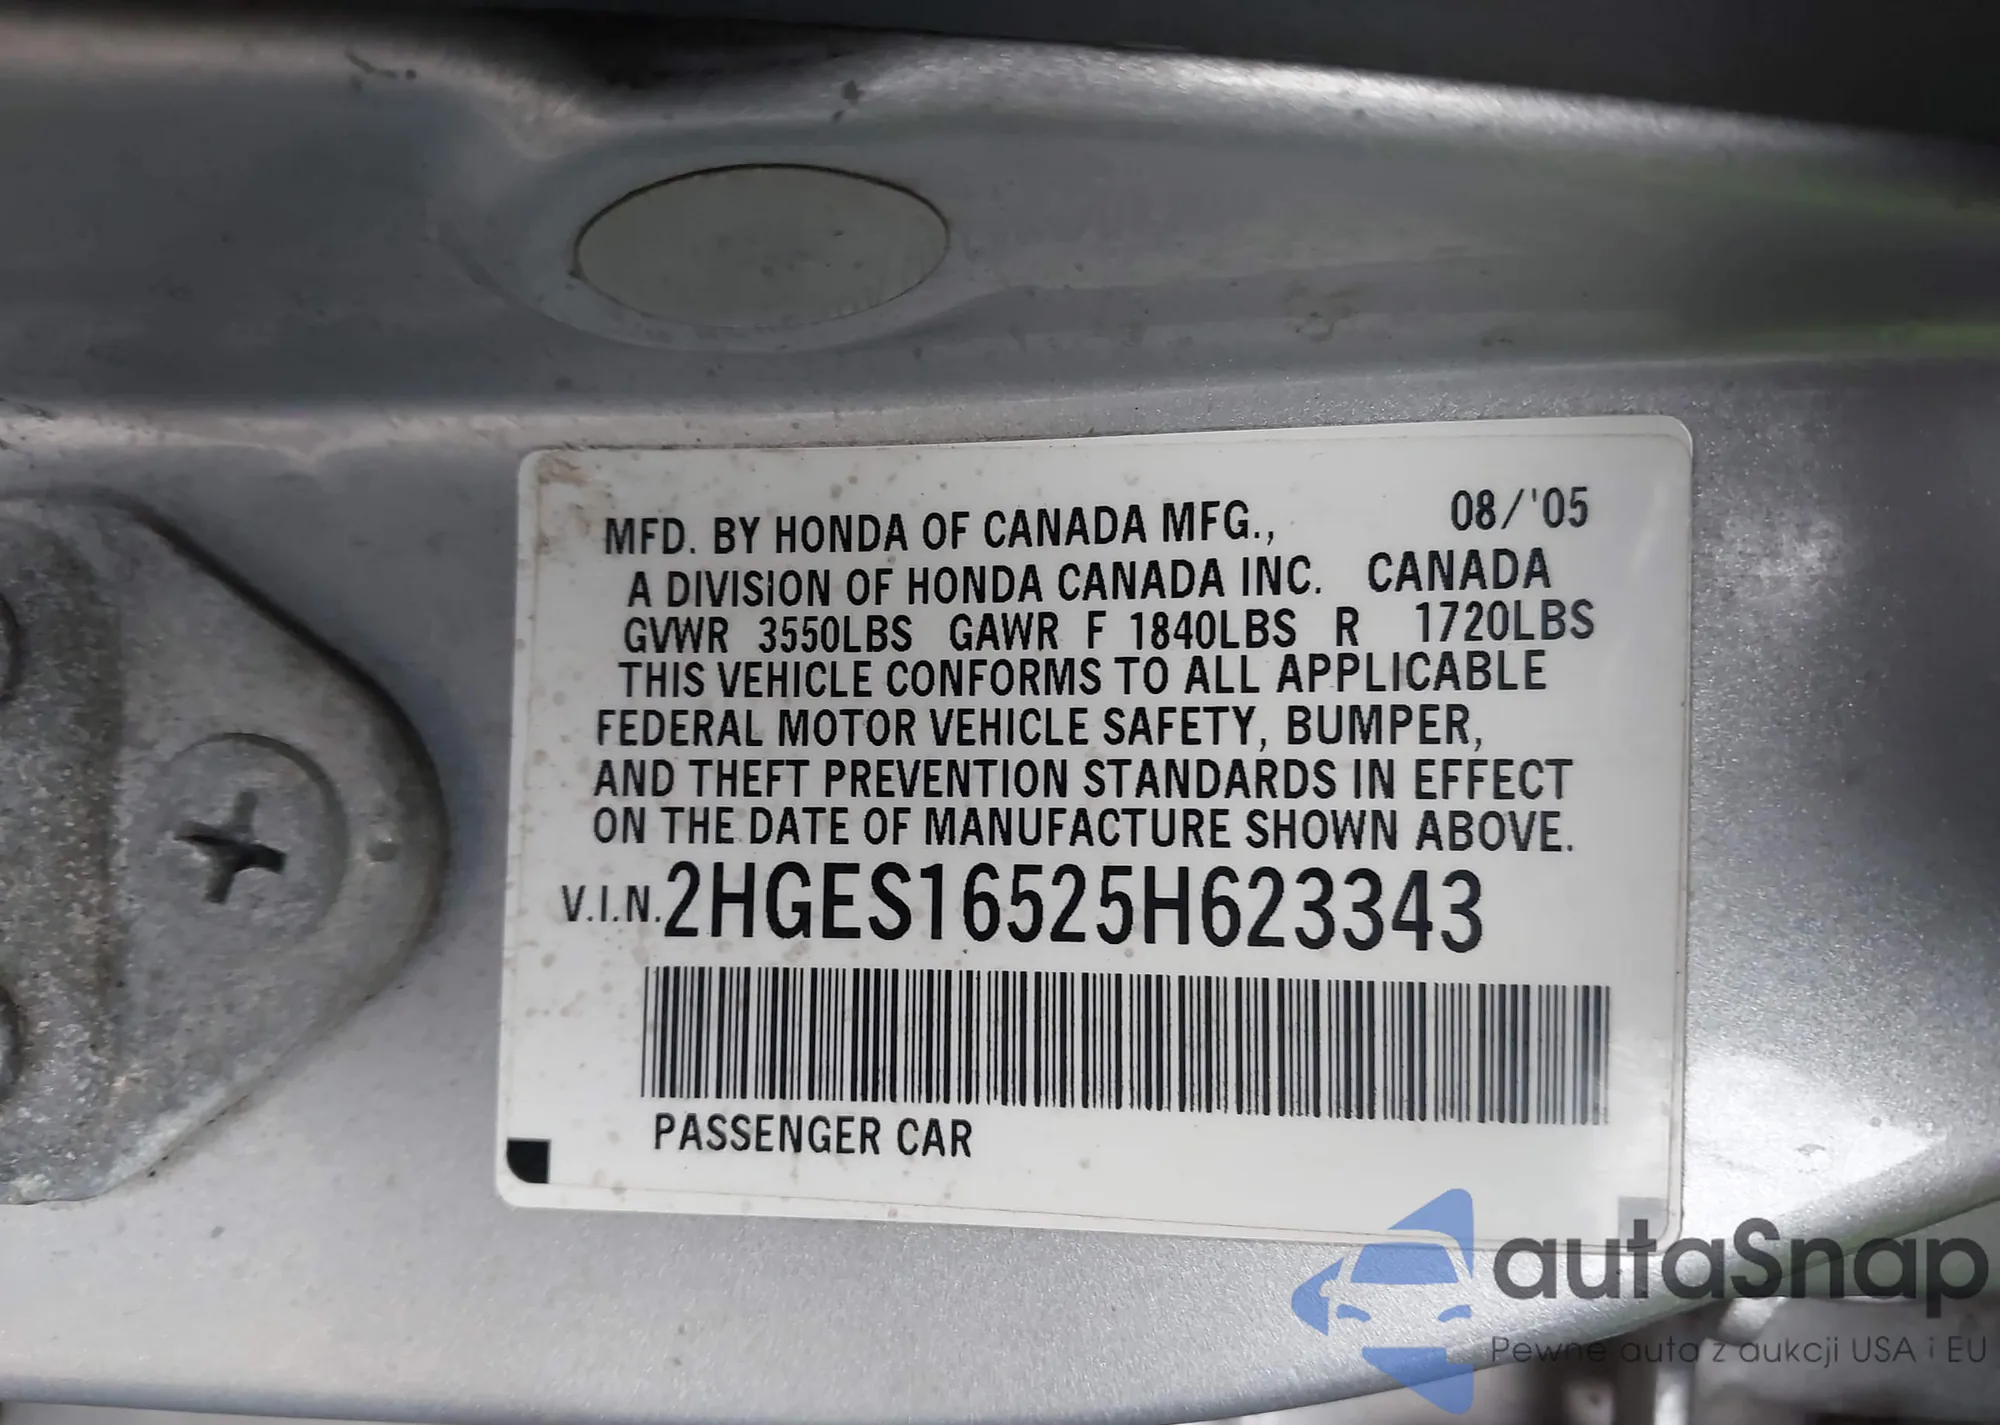 MFD. BY HONDA OF CANADA MFG., 08/'05
A DIVISION OF HONDA CANADA INC. CANADA
GVWR 3550LBS GAWR F 1840LBS R 1720LBS
THIS VEHICLE CONFORMS TO ALL APPLICABLE
FEDERAL MOTOR VEHICLE SAFETY, BUMPER,
AND THEFT PREVENTION STANDARDS IN EFFECT
ON THE DATE OF MANUFACTURE SHOWN ABOVE.
V.I.N. 2HGES16525H623343
PASSENGER CAR
autaSnap
Pewne auta z aukcji USA i EU